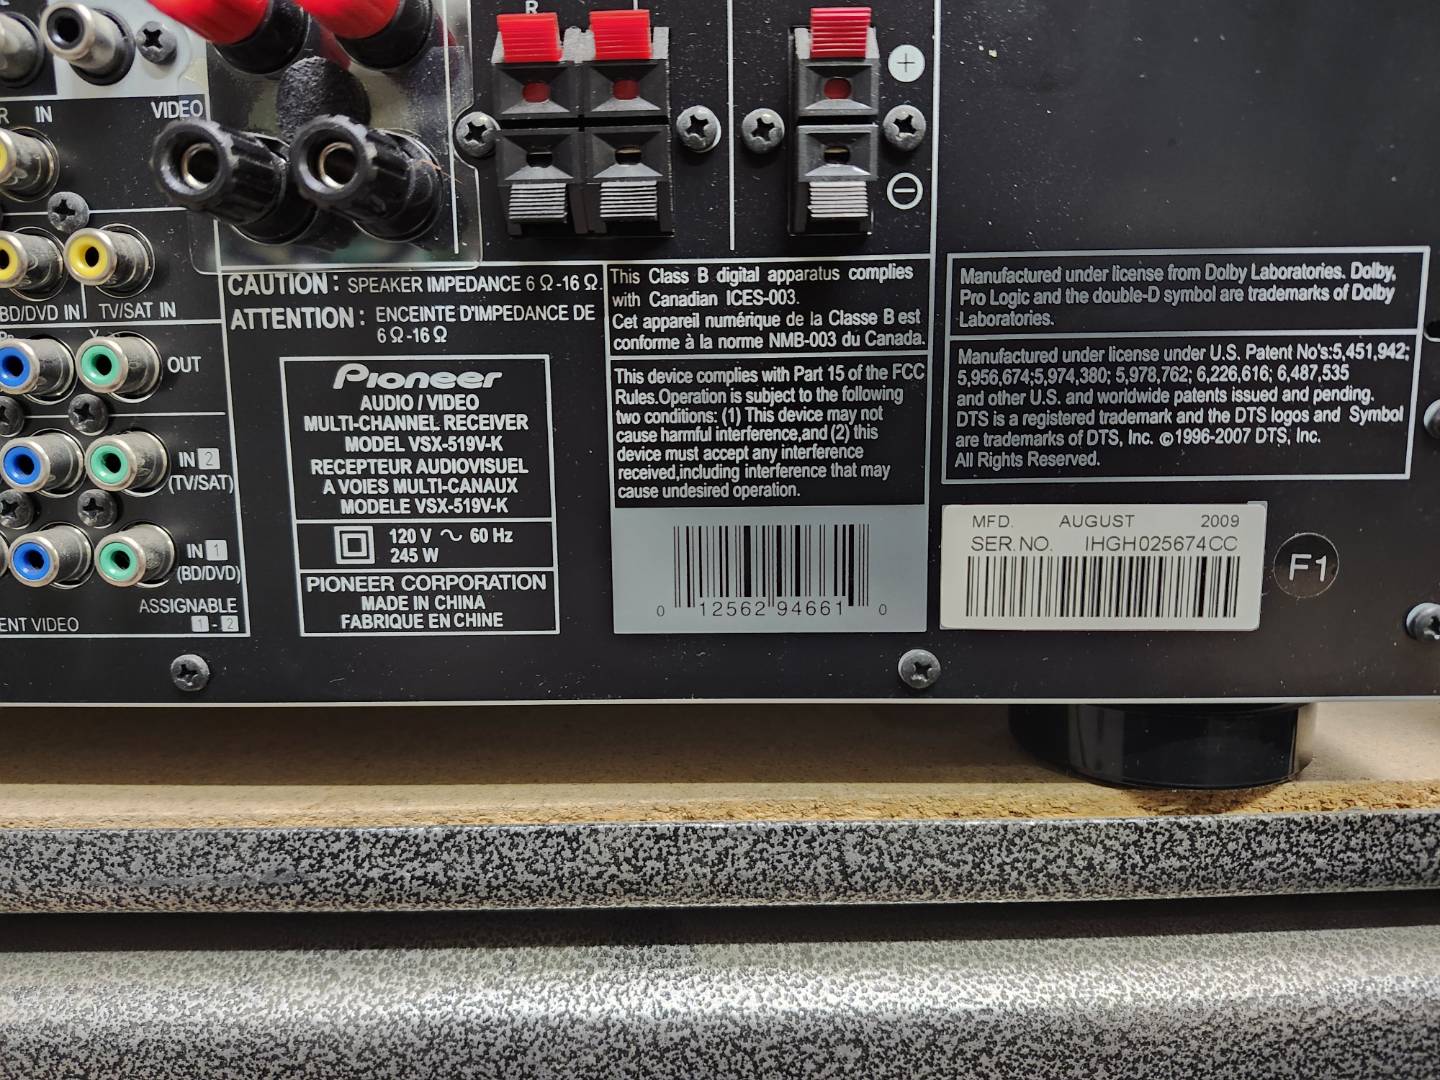 R
IN
VIDEO
R
+
−
BD/DVD IN
TV/SAT IN
Y
OUT
IN 2
(TV/SAT)
IN 1
(BD/DVD)
ASSIGNABLE
1 - 2
ENT VIDEO
CAUTION : SPEAKER IMPEDANCE 6 Ω -16 Ω.
ATTENTION : ENCEINTE D'IMPEDANCE DE
6 Ω -16 Ω
Pioneer
AUDIO / VIDEO
MULTI-CHANNEL RECEIVER
MODEL VSX-519V-K
RECEPTEUR AUDIOVISUEL
A VOIES MULTI-CANAUX
MODELE VSX-519V-K
120 V ～ 60 Hz
245 W
PIONEER CORPORATION
MADE IN CHINA
FABRIQUE EN CHINE
This Class B digital apparatus complies
with Canadian ICES-003.
Cet appareil numérique de la Classe B est
conforme à la norme NMB-003 du Canada.
This device complies with Part 15 of the FCC
Rules.Operation is subject to the following
two conditions: (1) This device may not
cause harmful interference,and (2) this
device must accept any interference
received,including interference that may
cause undesired operation.
0 12562 94661 0
Manufactured under license from Dolby Laboratories. Dolby,
Pro Logic and the double-D symbol are trademarks of Dolby
Laboratories.
Manufactured under license under U.S. Patent No's:5,451,942;
5,956,674;5,974,380; 5,978,762; 6,226,616; 6,487,535
and other U.S. and worldwide patents issued and pending.
DTS is a registered trademark and the DTS logos and Symbol
are trademarks of DTS, Inc. ©1996-2007 DTS, Inc.
All Rights Reserved.
MFD. AUGUST 2009
SER.NO. IHGH025674CC
F1